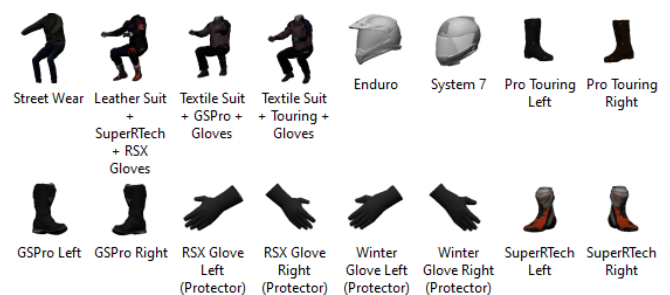 Street Wear
Leather Suit
+
SuperRTech
+ RSX
Gloves
Textile Suit
+ GSPro +
Gloves
Textile Suit
+ Touring +
Gloves
Enduro
System 7
Pro Touring
Left
Pro Touring
Right
GSPro Left
GSPro Right
RSX Glove
Left
(Protector)
RSX Glove
Right
(Protector)
Winter
Glove Left
(Protector)
Winter
Glove Right
(Protector)
SuperRTech
Left
SuperRTech
Right